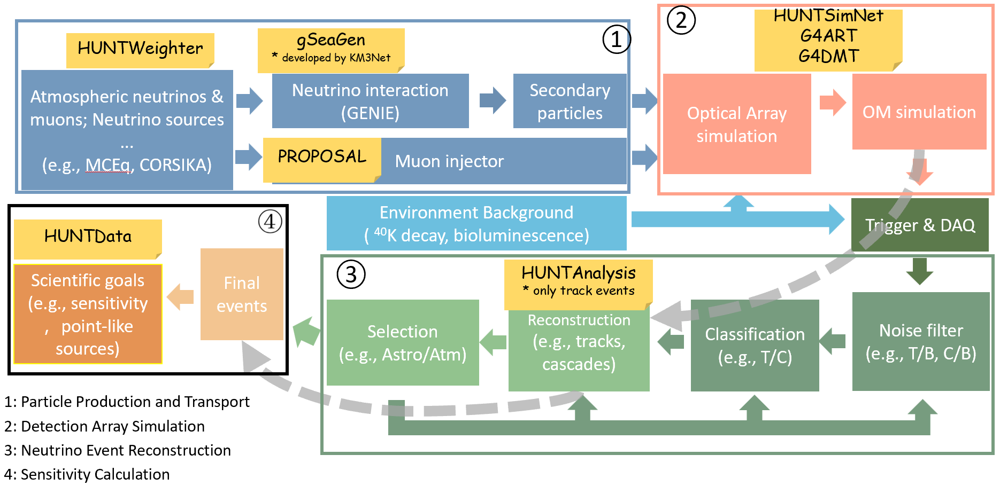 ①
HUNTWeighter
gSeaGen
* developed by KM3Net
Atmospheric neutrinos &
muons; Neutrino sources
...
(e.g., MCEq, CORSIKA)
Neutrino interaction
(GENIE)
Secondary
particles
PROPOSAL
Muon injector
②
HUNTSimNet
G4ART
G4DMT
Optical Array
simulation
OM simulation
Environment Background
( ⁴⁰K decay, bioluminescence)
Trigger & DAQ
③
HUNTAnalysis
* only track events
Noise filter
(e.g., T/B, C/B)
Classification
(e.g., T/C)
Reconstruction
(e.g., tracks,
cascades)
Selection
(e.g., Astro/Atm)
④
HUNTData
Final
events
Scientific goals
(e.g., sensitivity
, point-like
sources)
1: Particle Production and Transport
2: Detection Array Simulation
3: Neutrino Event Reconstruction
4: Sensitivity Calculation